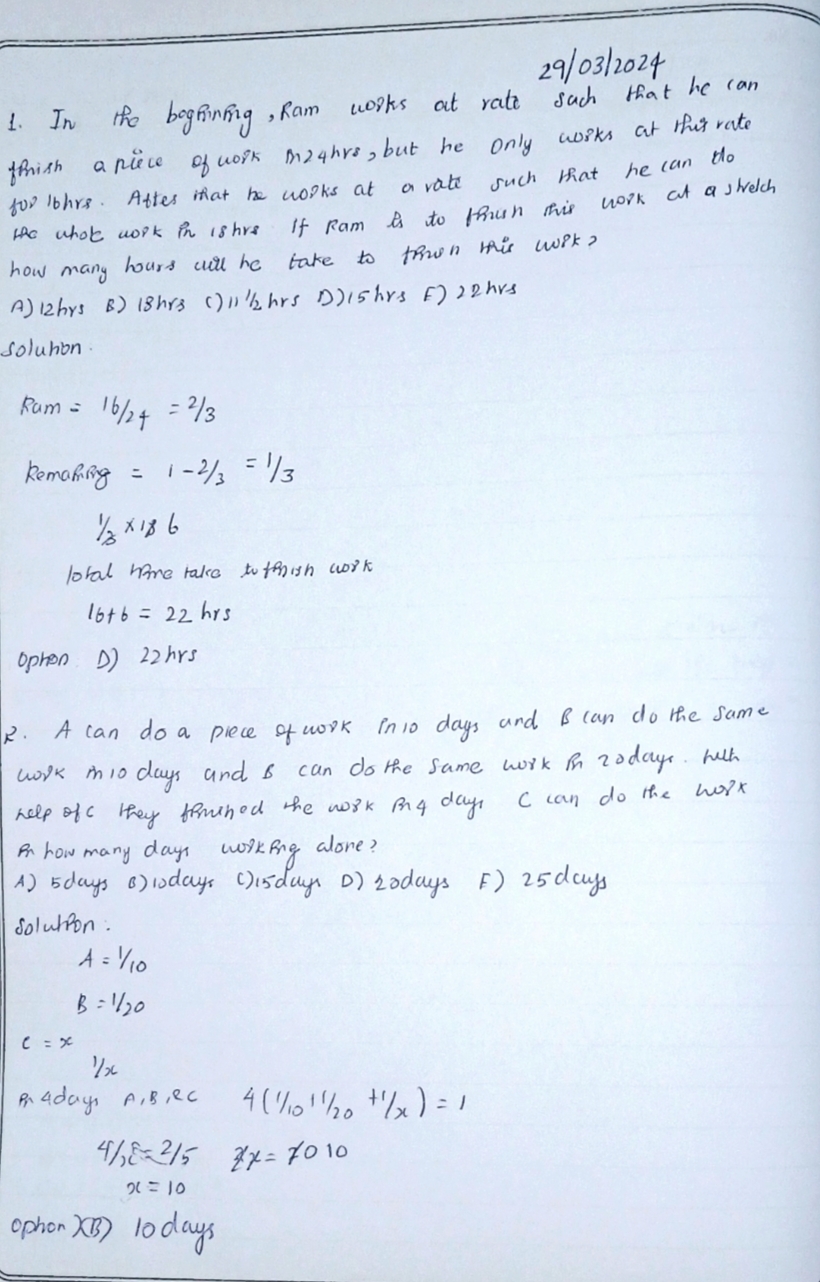 29/03/2024
1. In the beginning, Ram works at rate such that he can
finish a piece of work in 24hrs, but he only works at this rate
for 16hrs. After that he works at a rate such that he can do
the whole work in 18hrs If Ram is to finish this work at a stretch
how many hours will he take to finish this work?
A) 12hrs B) 18hrs C) 11 1/2 hrs D) 15hrs E) 22hrs
Solution.
Ram = 16/24 = 2/3
Remaining = 1 - 2/3 = 1/3
1/3 x 18 6
Total time take to finish work
16+6 = 22 hrs
Option D) 22hrs
2. A can do a piece of work in 10 days and B can do the same
work in 10 days and B can do the same work in 20days. with
help of C they finished the work in 4 days C can do the work
in how many days working alone?
A) 5days B) 10days C) 15days D) 20days E) 25days
Solution:
A = 1/10
B = 1/20
C = x
1/x
in 4days A, B, & C 4(1/10+1/20 +1/x) = 1
= 2/5 = 10
x = 10
Option (B) 10days